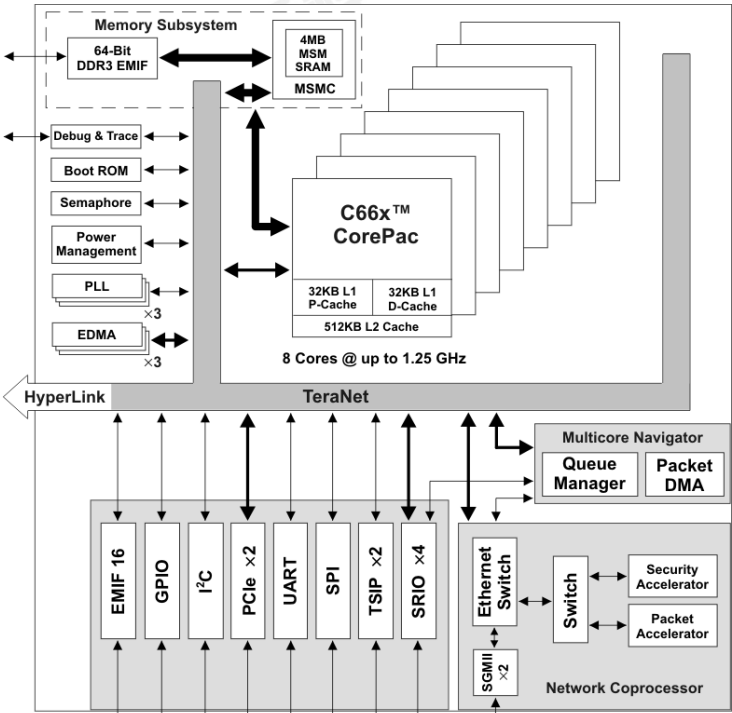 Memory Subsystem
64-Bit
DDR3 EMIF
4MB
MSM
SRAM
MSMC
Debug & Trace
Boot ROM
Semaphore
Power
Management
PLL
×3
EDMA
×3
C66x™
CorePac
32KB L1
P-Cache
32KB L1
D-Cache
512KB L2 Cache
8 Cores @ up to 1.25 GHz
HyperLink
TeraNet
Multicore Navigator
Queue
Manager
Packet
DMA
EMIF 16
GPIO
I²C
PCIe ×2
UART
SPI
TSIP ×2
SRIO ×4
Ethernet
Switch
Switch
Security
Accelerator
Packet
Accelerator
SGMII
×2
Network Coprocessor